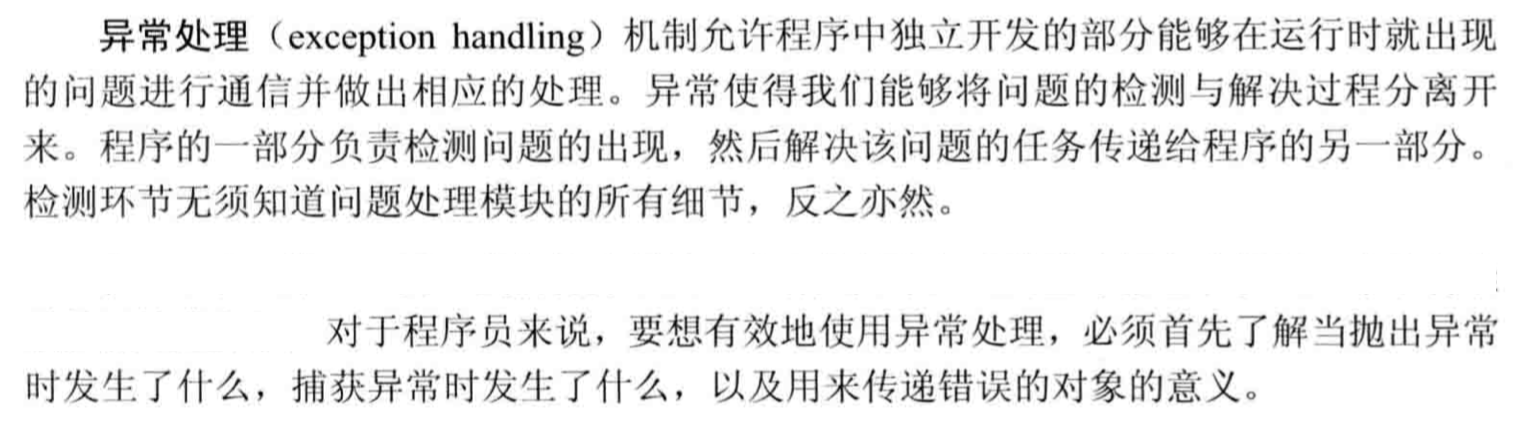 异常处理（exception handling）机制允许程序中独立开发的部分能够在运行时就出现
的问题进行通信并做出相应的处理。异常使得我们能够将问题的检测与解决过程分离开
来。程序的一部分负责检测问题的出现，然后解决该问题的任务传递给程序的另一部分。
检测环节无须知道问题处理模块的所有细节，反之亦然。
对于程序员来说，要想有效地使用异常处理，必须首先了解当抛出异常
时发生了什么，捕获异常时发生了什么，以及用来传递错误的对象的意义。